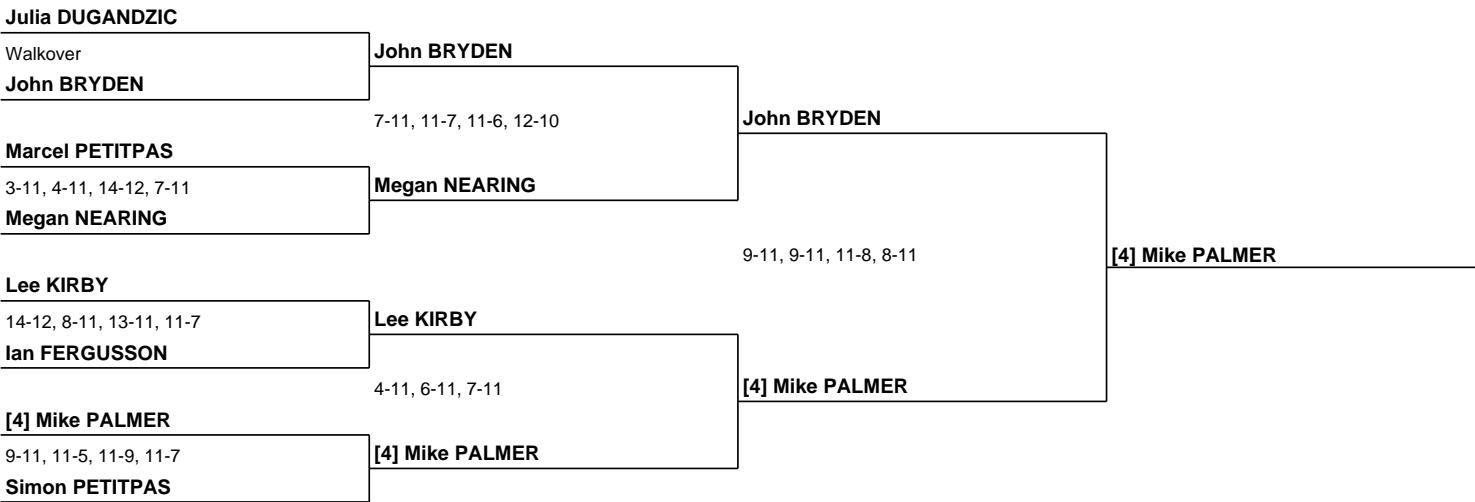 Julia DUGANDZIC
Walkover
John BRYDEN
John BRYDEN
7-11, 11-7, 11-6, 12-10
John BRYDEN
Marcel PETITPAS
3-11, 4-11, 14-12, 7-11
Megan NEARING
Megan NEARING
9-11, 9-11, 11-8, 8-11
[4] Mike PALMER
Lee KIRBY
14-12, 8-11, 13-11, 11-7
Ian FERGUSSON
Lee KIRBY
4-11, 6-11, 7-11
[4] Mike PALMER
[4] Mike PALMER
9-11, 11-5, 11-9, 11-7
Simon PETITPAS
[4] Mike PALMER